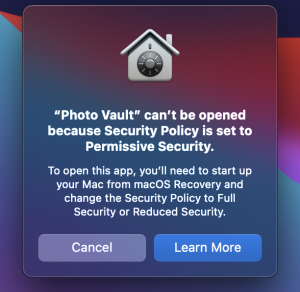 “Photo Vault” can’t be opened
because Security Policy is set to
Permissive Security.
To open this app, you’ll need to start up
your Mac from macOS Recovery and
change the Security Policy to Full
Security or Reduced Security.
Cancel
Learn More